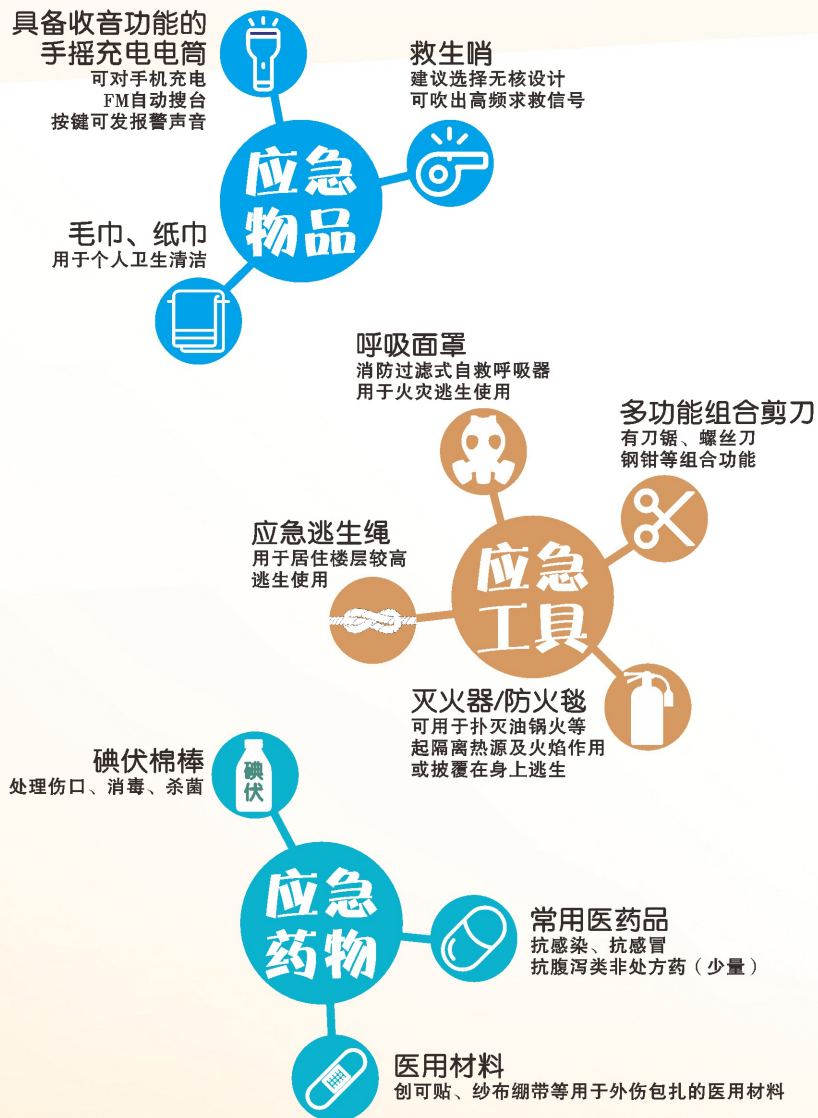 具备收音功能的
手摇充电电筒
可对手机充电
FM自动搜台
按键可发报警声音
救生哨
建议选择无核设计
可吹出高频求救信号
应急
物品
毛巾、纸巾
用于个人卫生清洁
呼吸面罩
消防过滤式自救呼吸器
用于火灾逃生使用
多功能组合剪刀
有刀锯、螺丝刀
钢钳等组合功能
应急逃生绳
用于居住楼层较高
逃生使用
应急
工具
灭火器/防火毯
可用于扑灭油锅火等
起隔离热源及火焰作用
或披覆在身上逃生
碘伏棉棒
处理伤口、消毒、杀菌
碘
伏
应急
药物
常用医药品
抗感染、抗感冒
抗腹泻类非处方药（少量）
医用材料
创可贴、纱布绷带等用于外伤包扎的医用材料